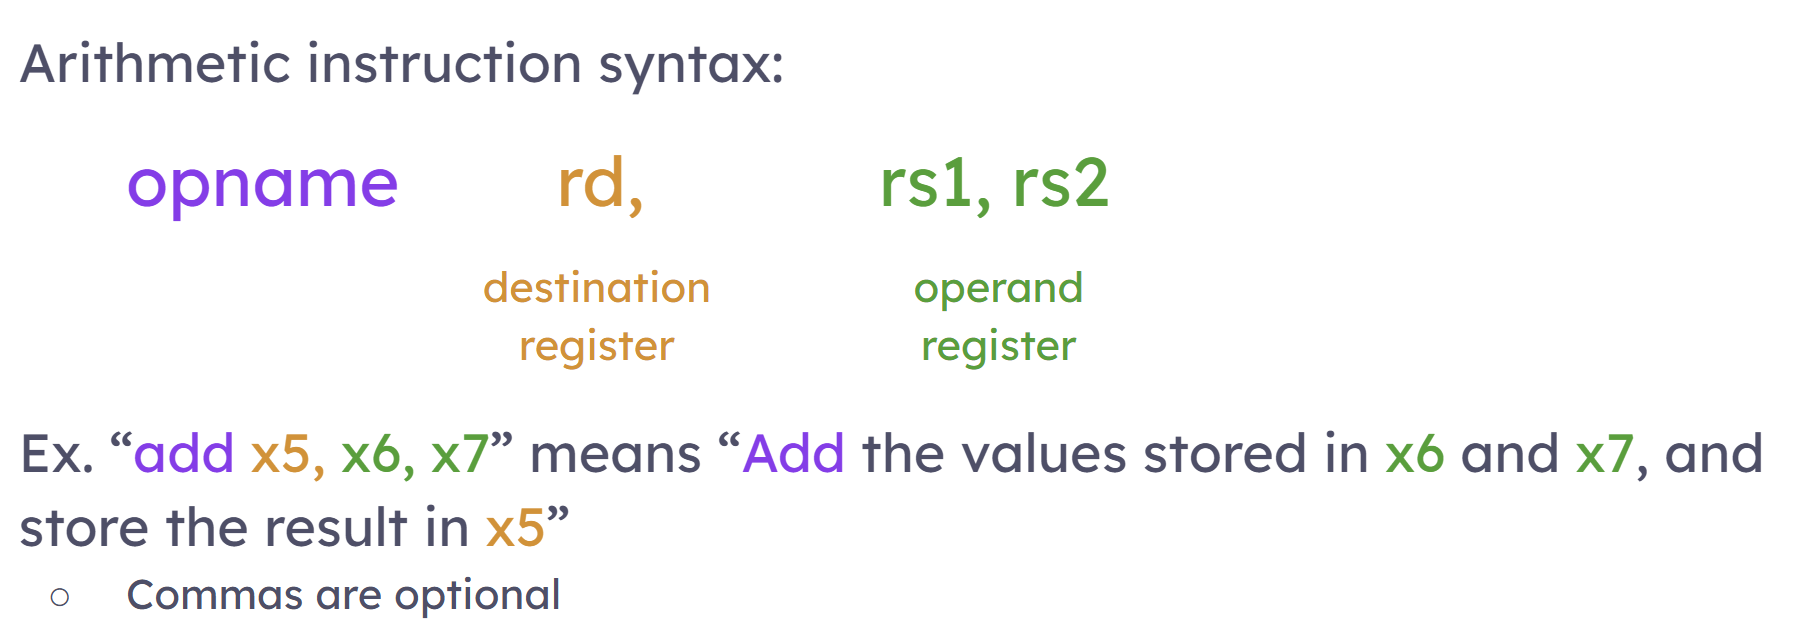 Arithmetic instruction syntax:
opname rd, rs1, rs2
destination register operand register
Ex. “add x5, x6, x7” means “Add the values stored in x6 and x7, and
store the result in x5”
○ Commas are optional